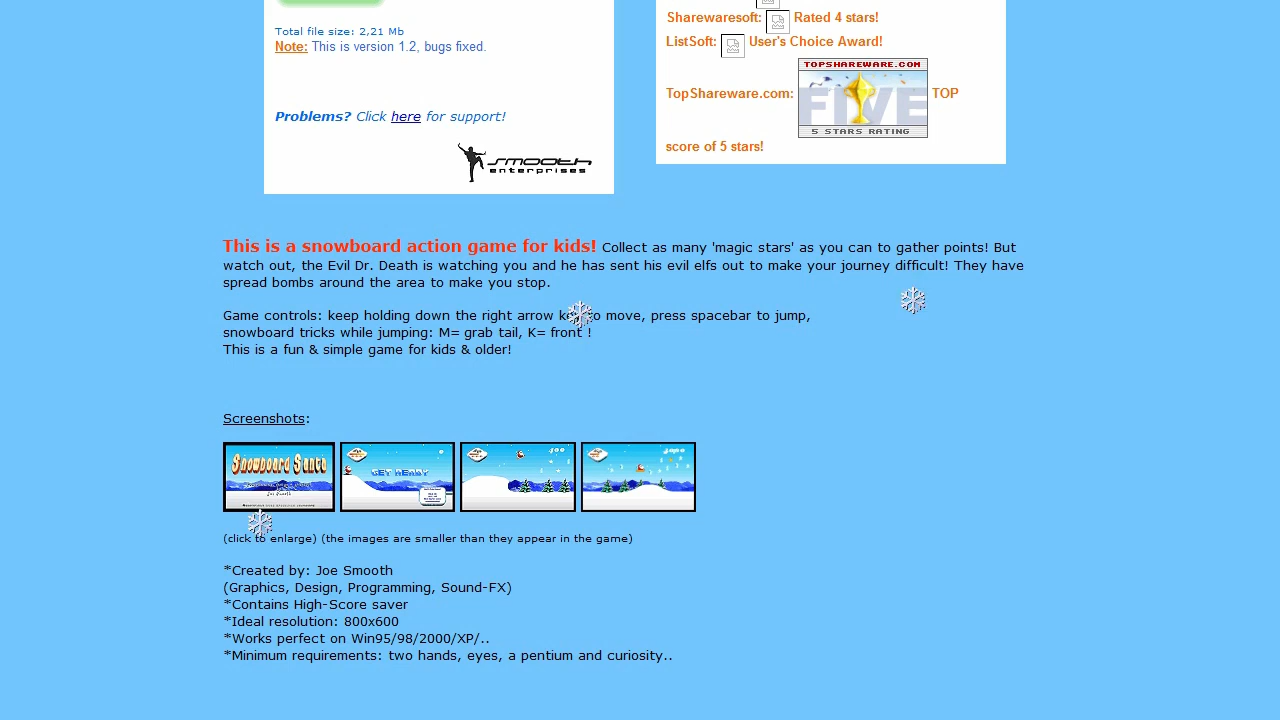 Total file size: 2,21 Mb
Note: This is version 1.2, bugs fixed.
Problems? Click here for support!
smooth
enterprises
Sharewaresoft: Rated 4 stars!
ListSoft: User's Choice Award!
TOPSHAREWARE.COM
TopShareware.com: FIVE TOP
5 STARS RATING
score of 5 stars!
This is a snowboard action game for kids! Collect as many 'magic stars' as you can to gather points! But
watch out, the Evil Dr. Death is watching you and he has sent his evil elfs out to make your journey difficult! They have
spread bombs around the area to make you stop.
Game controls: keep holding down the right arrow to move, press spacebar to jump,
snowboard tricks while jumping: M= grab tail, K= front !
This is a fun & simple game for kids & older!
Screenshots:
Snowboard Santa
GET READY
400
(click to enlarge) (the images are smaller than they appear in the game)
*Created by: Joe Smooth
(Graphics, Design, Programming, Sound-FX)
*Contains High-Score saver
*Ideal resolution: 800x600
*Works perfect on Win95/98/2000/XP/..
*Minimum requirements: two hands, eyes, a pentium and curiosity..